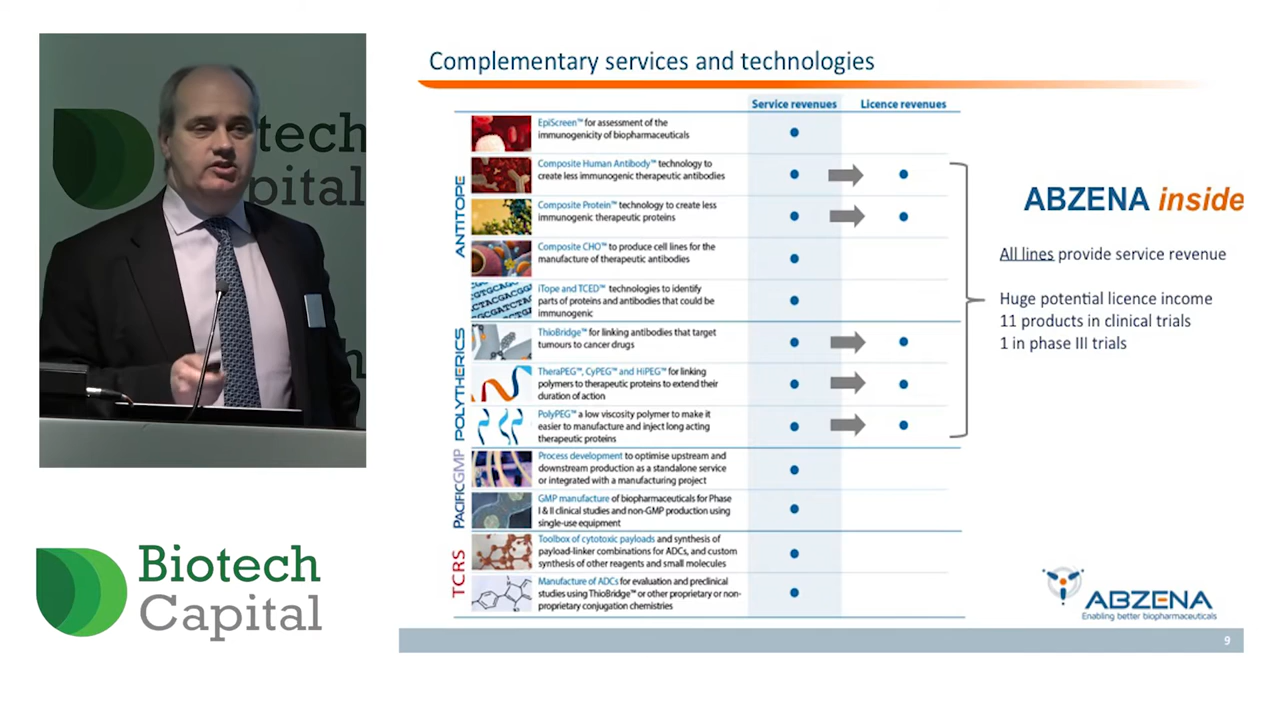 tech
Capital
Complementary services and technologies
Service revenues
Licence revenues
ANTITOPE
EpiScreen™ for assessment of the
immunogenicity of biopharmaceuticals
Composite Human Antibody™ technology to
create less immunogenic therapeutic antibodies
Composite Protein™ technology to create less
immunogenic therapeutic proteins
Composite CHO™ to produce cell lines for the
manufacture of therapeutic antibodies
iTope and TCED™ technologies to identify
parts of proteins and antibodies that could be
immunogenic
POLYTHERICS
ThioBridge™ for linking antibodies that target
tumours to cancer drugs
TheraPEG™, CyPEG™ and HiPEG™ for linking
polymers to therapeutic proteins to extend their
duration of action
PolyPEG™ a low viscosity polymer to make it
easier to manufacture and inject long acting
therapeutic proteins
PACIFICGMP
Process development to optimise upstream and
downstream production as a standalone service
or integrated with a manufacturing project
GMP manufacture of biopharmaceuticals for Phase
I & II clinical studies and non-GMP production using
single-use equipment
TCRS
Toolbox of cytotoxic payloads and synthesis of
payload-linker combinations for ADCs, and custom
synthesis of other reagents and small molecules
Manufacture of ADCs for evaluation and preclinical
studies using ThioBridge™ or other proprietary or non-
proprietary conjugation chemistries
ABZENA inside
All lines provide service revenue
Huge potential licence income
11 products in clinical trials
1 in phase III trials
ABZENA
Enabling better biopharmaceuticals
9
Biotech
Capital